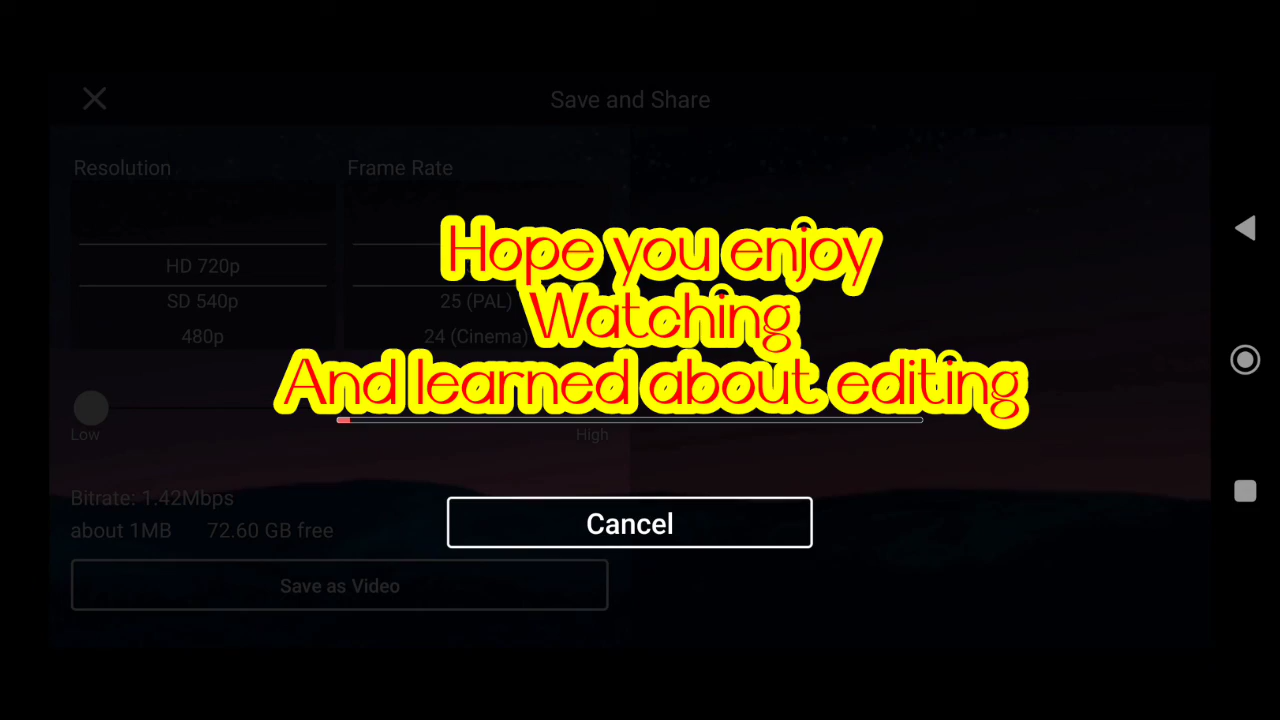 Save and Share
Resolution
Frame Rate
HD 720p
SD 540p
25 (PAL)
480p
24 (Cinema)
Hope you enjoy
Watching
And learned about editing
Low
High
Bitrate: 1.42Mbps
about 1MB 72.60 GB free
Cancel
Save as Video